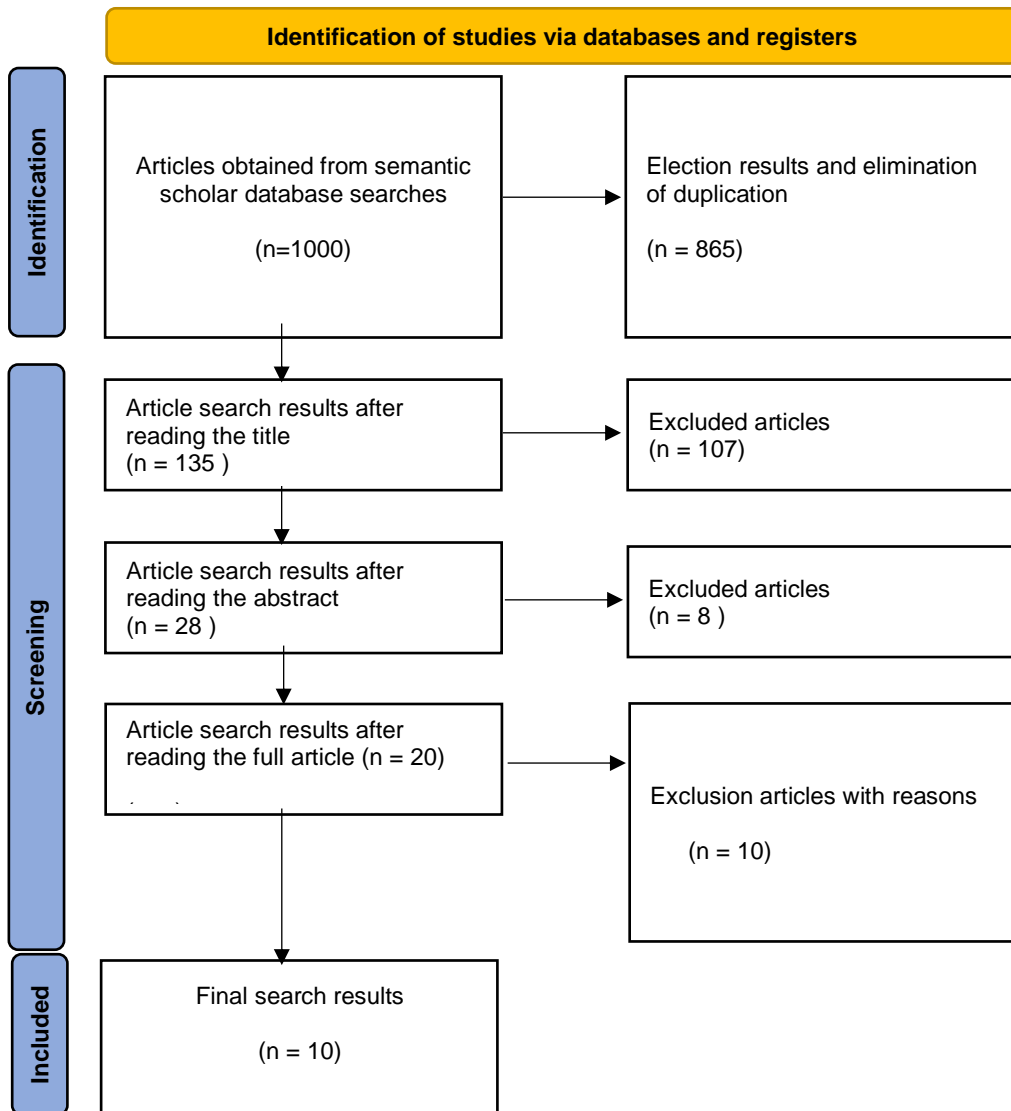 Identification of studies via databases and registers
Identification
Articles obtained from semantic
scholar database searches
(n=1000)
Election results and elimination
of duplication
(n = 865)
Screening
Article search results after
reading the title
(n = 135 )
Excluded articles
(n = 107)
Article search results after
reading the abstract
(n = 28 )
Excluded articles
(n = 8 )
Article search results after
reading the full article (n = 20)
Exclusion articles with reasons
(n = 10)
Included
Final search results
(n = 10)